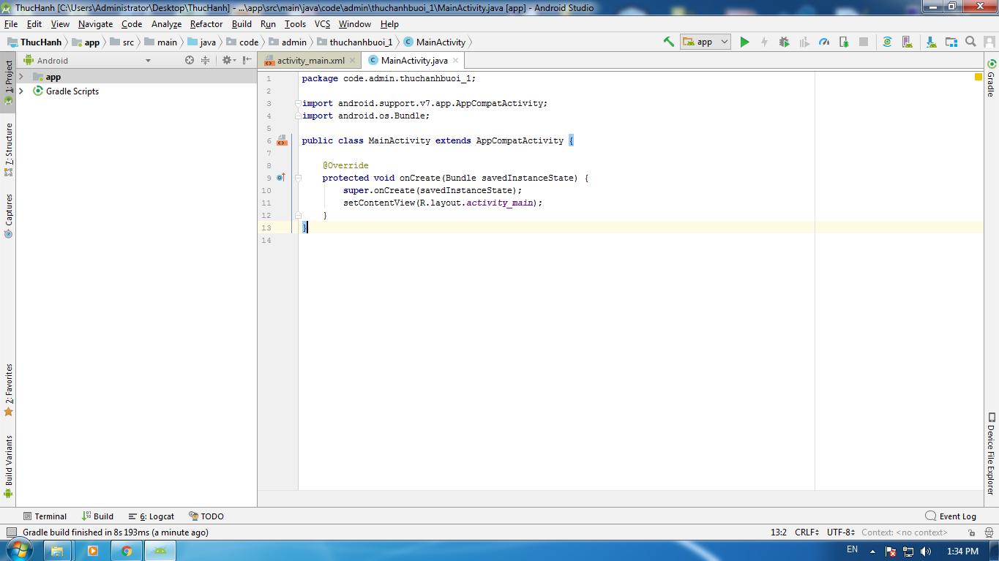 ThucHanh [C:\Users\Administrator\Desktop\ThucHanh] - ...\app\src\main\java\code\admin\thuchanhbuoi_1\MainActivity.java [app] - Android Studio
File Edit View Navigate Code Analyze Refactor Build Run Tools VCS Window Help
ThucHanh app src main java code admin thuchanhbuoi_1 MainActivity app
Android activity_main.xml MainActivity.java
1: Project
7: Structure
Captures
2: Favorites
Build Variants
app
Gradle Scripts
1 package code.admin.thuchanhbuoi_1;
2
3 import android.support.v7.app.AppCompatActivity;
4 import android.os.Bundle;
5
6 public class MainActivity extends AppCompatActivity {
7
8 @Override
9 protected void onCreate(Bundle savedInstanceState) {
10 super.onCreate(savedInstanceState);
11 setContentView(R.layout.activity_main);
12 }
13 }
14
Gradle
Device File Explorer
Terminal Build 6: Logcat TODO Event Log
Gradle build finished in 8s 193ms (a minute ago) 13:2 CRLF UTF-8 Context: <no context>
EN 1:34 PM